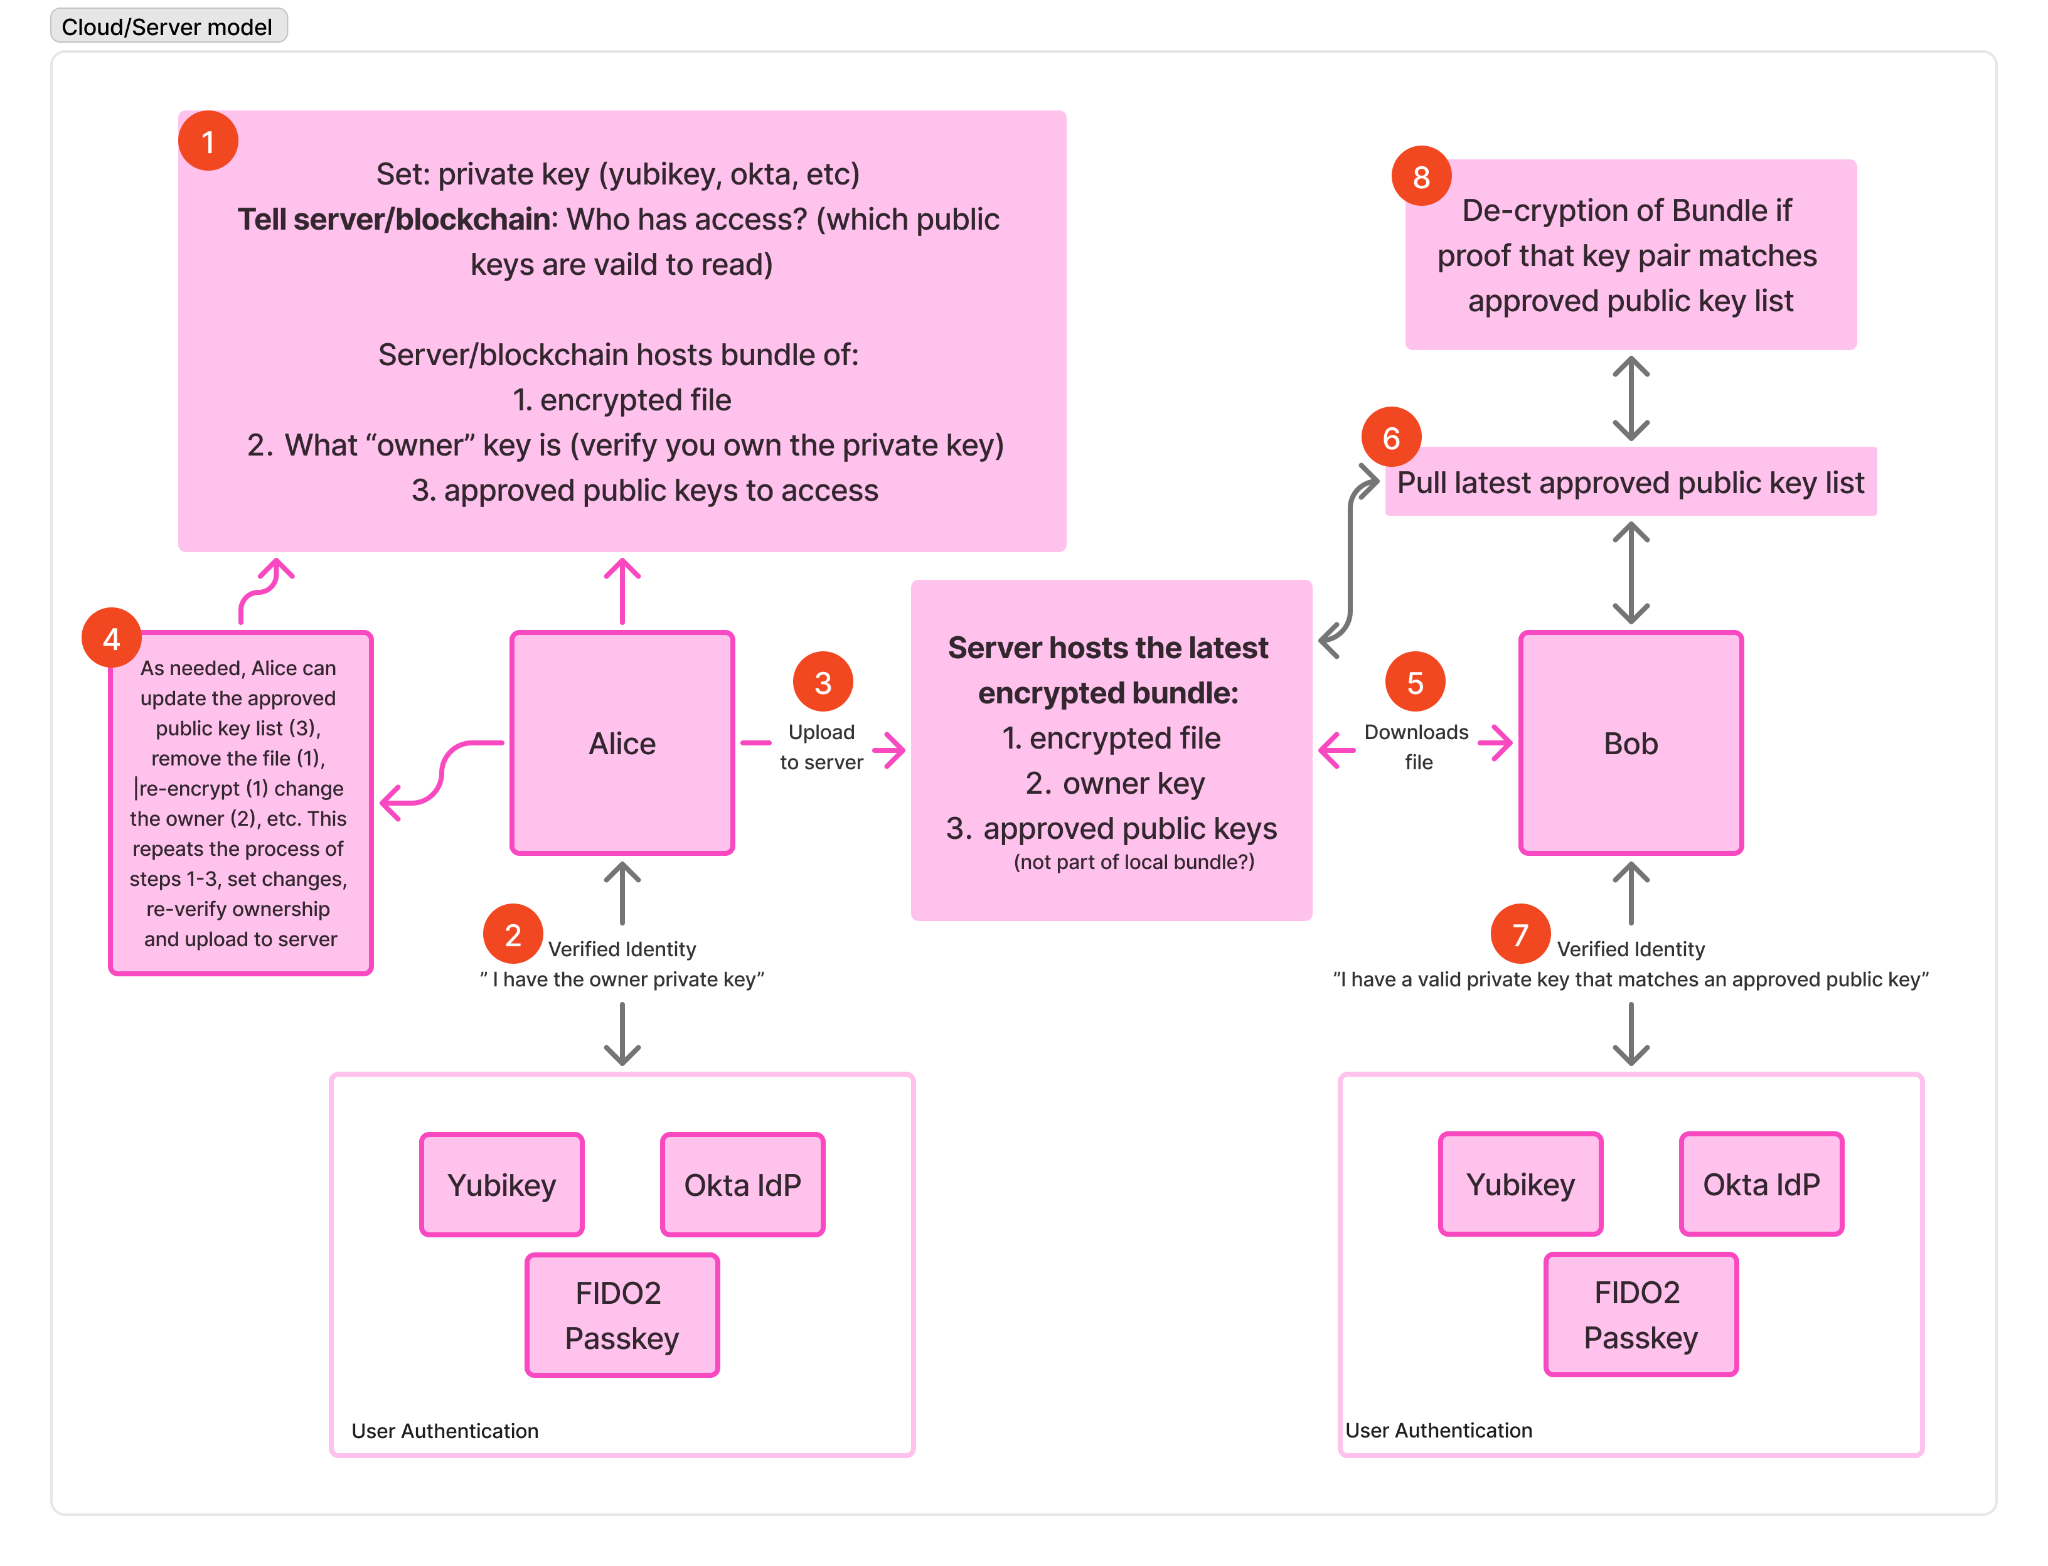 Cloud/Server model
1
Set: private key (yubikey, okta, etc)
Tell server/blockchain: Who has access? (which public
keys are vaild to read)
Server/blockchain hosts bundle of:
1. encrypted file
2. What “owner” key is (verify you own the private key)
3. approved public keys to access
8
De-cryption of Bundle if
proof that key pair matches
approved public key list
6
Pull latest approved public key list
4
As needed, Alice can
update the approved
public key list (3),
remove the file (1),
re-encrypt (1) change
the owner (2), etc. This
repeats the process of
steps 1-3, set changes,
re-verify ownership
and upload to server
Alice
3
Upload
to server
Server hosts the latest
encrypted bundle:
1. encrypted file
2. owner key
3. approved public keys
(not part of local bundle?)
5
Downloads
file
Bob
2
Verified Identity
” I have the owner private key”
7
Verified Identity
"I have a valid private key that matches an approved public key”
Yubikey
Okta IdP
FIDO2
Passkey
User Authentication
Yubikey
Okta IdP
FIDO2
Passkey
User Authentication